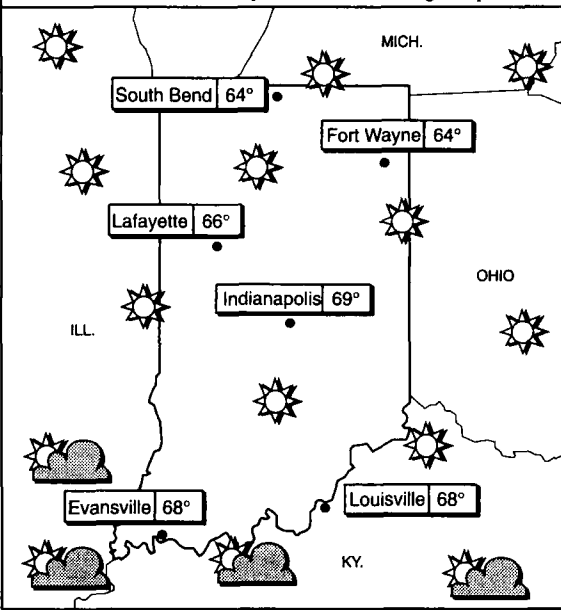 MICH.
South Bend 64°
Fort Wayne 64°
Lafayette 66°
OHIO
Indianapolis 69°
ILL.
Evansville 68°
Louisville 68°
KY.